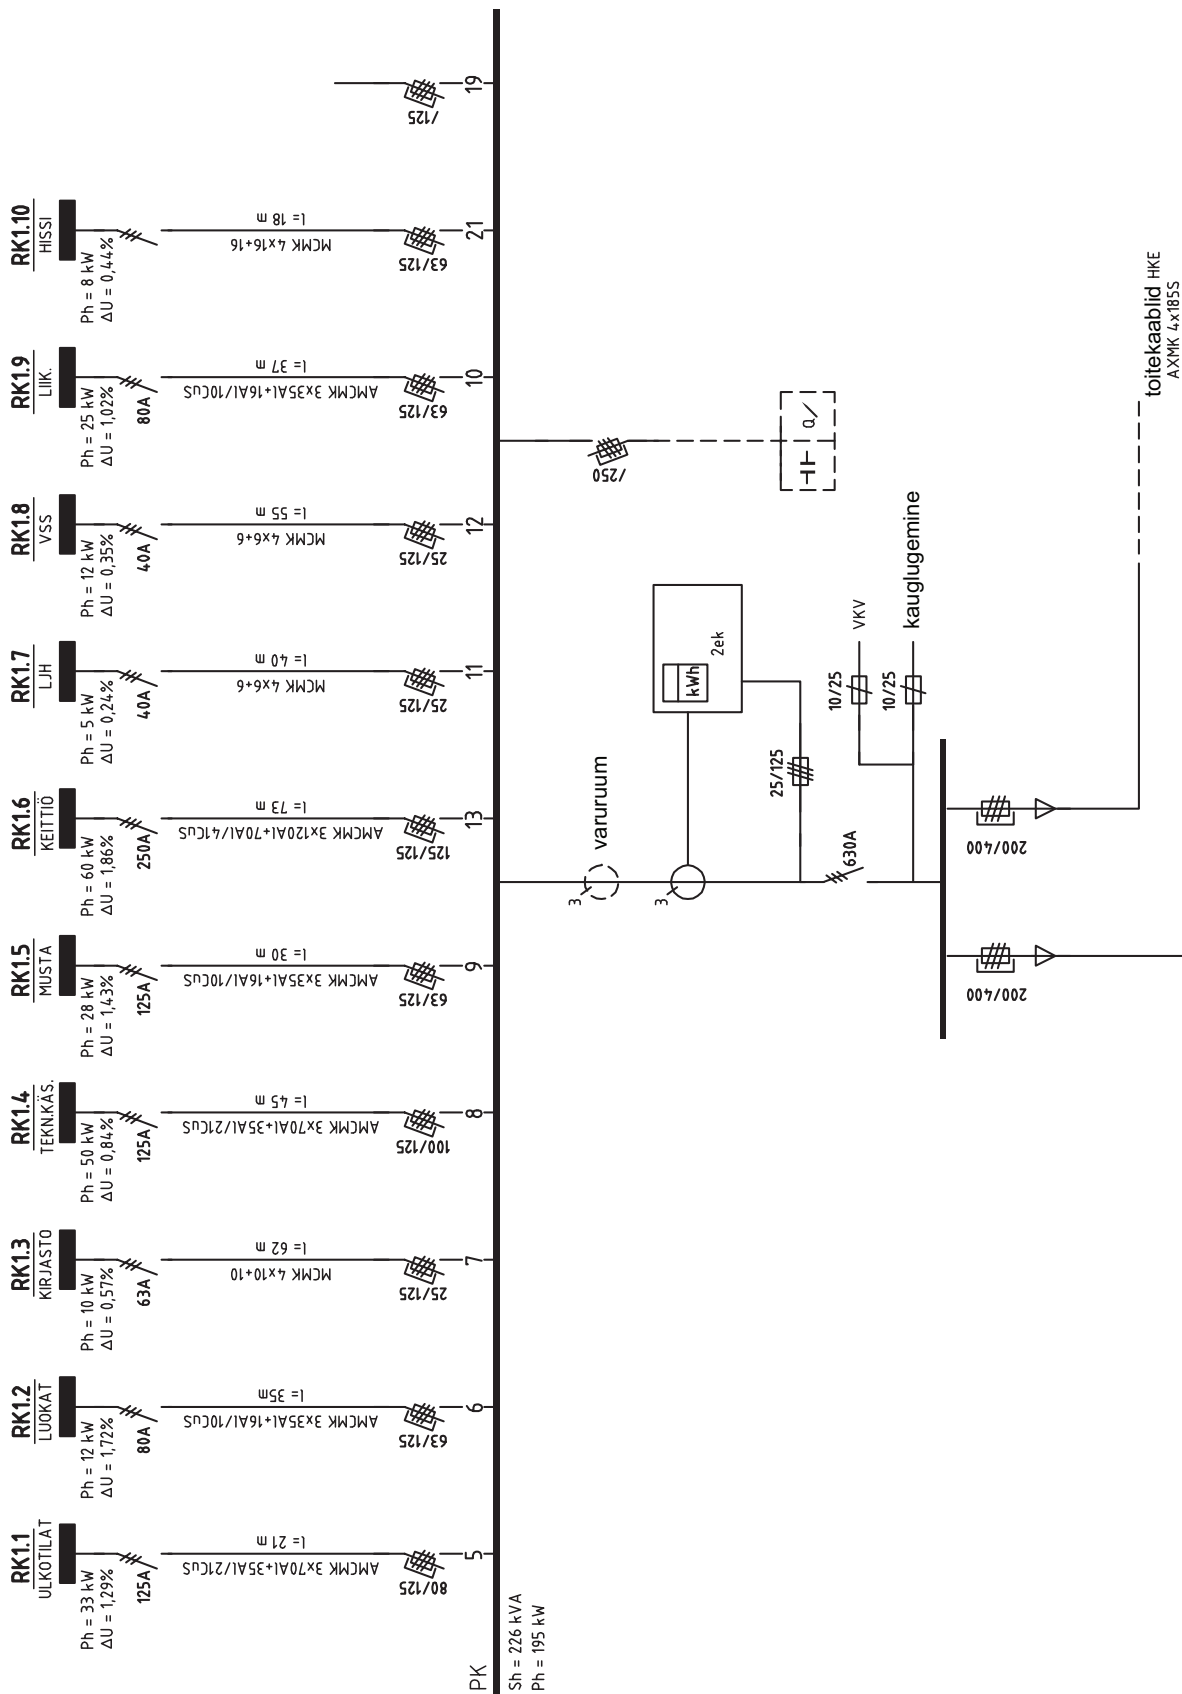 RK1.1
ULKOTILAT
Ph = 33 kW
ΔU = 1,29%
125A
l = 21 m
AMCMK 3x70Al+35Al/21CuS
80/125
5
RK1.2
LUOKAT
Ph = 12 kW
ΔU = 1,72%
80A
l = 35m
AMCMK 3x35Al+16Al/10CuS
63/125
6
RK1.3
KIRJASTO
Ph = 10 kW
ΔU = 0,57%
63A
l = 62 m
MCMK 4x10+10
25/125
7
RK1.4
TEKN.KÄS.
Ph = 50 kW
ΔU = 0,84%
125A
l = 45 m
AMCMK 3x70Al+35Al/21CuS
100/125
8
RK1.5
MUSTA
Ph = 28 kW
ΔU = 1,43%
125A
l = 30 m
AMCMK 3x35Al+16Al/10CuS
63/125
9
RK1.6
KEITTIÖ
Ph = 60 kW
ΔU = 1,86%
250A
l = 73 m
AMCMK 3x120Al+70Al/41CuS
125/125
13
RK1.7
LJH
Ph = 5 kW
ΔU = 0,24%
40A
l = 40 m
MCMK 4x6+6
25/125
11
RK1.8
VSS
Ph = 12 kW
ΔU = 0,35%
40A
l = 55 m
MCMK 4x6+6
25/125
12
RK1.9
LIIK.
Ph = 25 kW
ΔU = 1,02%
80A
l = 37 m
AMCMK 3x35Al+16Al/10CuS
63/125
10
RK1.10
HISSI
Ph = 8 kW
ΔU = 0,44%
l = 18 m
MCMK 4x16+16
63/125
21
/125
19
PK
Sh = 226 kVA
Ph = 195 kW
3
varuruum
3
kWh
2ek
/250
Q
25/125
630A
10/25
VKV
10/25
kauglugemine
200/400
200/400
toitekaablid HKE
AXMK 4x185S